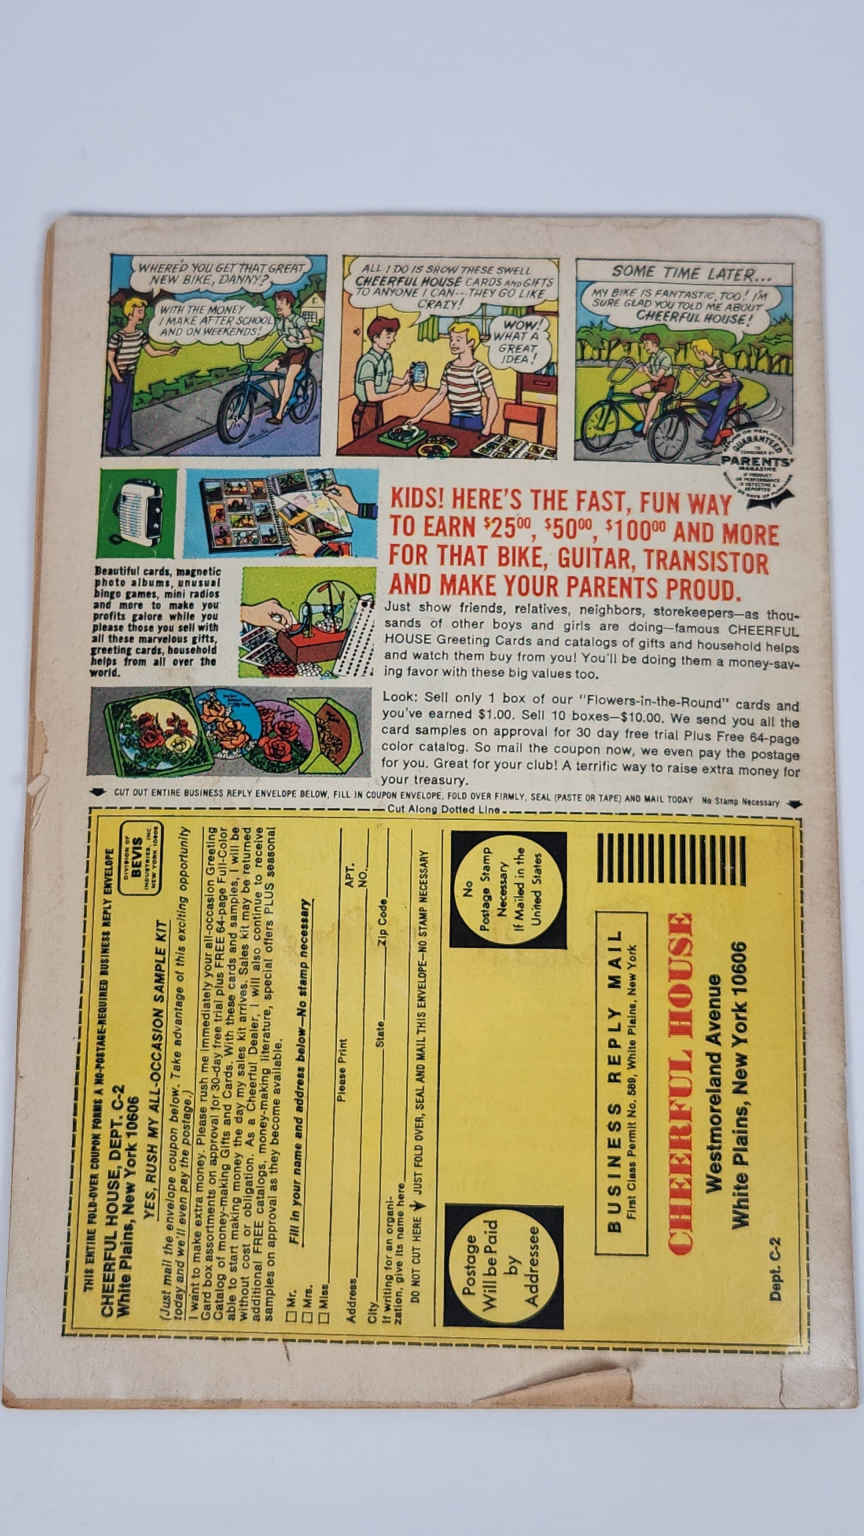 WHERE'D YOU GET THAT GREAT
NEW BIKE, DANNY?
WITH THE MONEY
I MAKE AFTER SCHOOL
AND ON WEEKENDS!
ALL I DO IS SHOW THESE SWELL
CHEERFUL HOUSE CARDS AND GIFTS
TO ANYONE I CAN---THEY GO LIKE
CRAZY!
WOW!
WHAT A
GREAT
IDEA!
SOME TIME LATER...
MY BIKE IS FANTASTIC, TOO! I'M
SURE GLAD YOU TOLD ME ABOUT
CHEERFUL HOUSE!
GUARANTEED
PARENTS'
MAGAZINE
IF PRODUCT
OR PERFORMANCE
IS DEFECTIVE &
REPORTED
KIDS! HERE'S THE FAST, FUN WAY
TO EARN $25⁰⁰, $50⁰⁰, $100⁰⁰ AND MORE
FOR THAT BIKE, GUITAR, TRANSISTOR
AND MAKE YOUR PARENTS PROUD.
Beautiful cards, magnetic
photo albums, unusual
bingo games, mini radios
and more to make you
profits galore while you
please those you sell with
all these marvelous gifts,
greeting cards, household
helps from all over the
world.
Just show friends, relatives, neighbors, storekeepers—as thou-
sands of other boys and girls are doing—famous CHEERFUL
HOUSE Greeting Cards and catalogs of gifts and household helps
and watch them buy from you! You'll be doing them a money-sav-
ing favor with these big values too.
Look: Sell only 1 box of our "Flowers-in-the-Round" cards and
you've earned $1.00. Sell 10 boxes—$10.00. We send you all the
card samples on approval for 30 day free trial Plus Free 64-page
color catalog. So mail the coupon now, we even pay the postage
for you. Great for your club! A terrific way to raise extra money for
your treasury.
CUT OUT ENTIRE BUSINESS REPLY ENVELOPE BELOW, FILL IN COUPON ENVELOPE, FOLD OVER FIRMLY, SEAL (PASTE OR TAPE) AND MAIL TODAY No Stamp Necessary
Cut Along Dotted Line
THIS ENTIRE FOLD-OVER COUPON FORMS A NO-POSTAGE-REQUIRED BUSINESS REPLY ENVELOPE
CHEERFUL HOUSE, DEPT. C-2
White Plains, New York 10606
DIVISION OF
BEVIS
INDUSTRIES, INC.
NEW YORK 10606
YES, RUSH MY ALL-OCCASION SAMPLE KIT
(Just mail the envelope coupon below. Take advantage of this exciting opportunity
today and we'll even pay the postage.)
I want to make extra money. Please rush me immediately your all-occasion Greeting
Card box assortments on approval for 30-day free trial plus FREE 64-page Full-Color
Catalog of money-making Gifts and Cards. With these cards and samples, I will be
able to start making money the day my sales kit arrives. Sales kit may be returned
without cost or obligation. As a Cheerful Dealer, I will also continue to receive
additional FREE catalogs, money-making literature, special offers PLUS seasonal
samples on approval as they become available.
Fill in your name and address below—No stamp necessary
Mr.
Mrs.
Miss
Please Print
Address
APT.
NO.
City
State
Zip Code
If writing for an organi-
zation, give its name here
DO NOT CUT HERE JUST FOLD OVER, SEAL AND MAIL THIS ENVELOPE—NO STAMP NECESSARY
Postage
Will be Paid
by
Addressee
No
Postage Stamp
Necessary
If Mailed in the
United States
BUSINESS REPLY MAIL
First Class Permit No. 589, White Plains, New York
CHEERFUL HOUSE
Westmoreland Avenue
White Plains, New York 10606
Dept. C-2